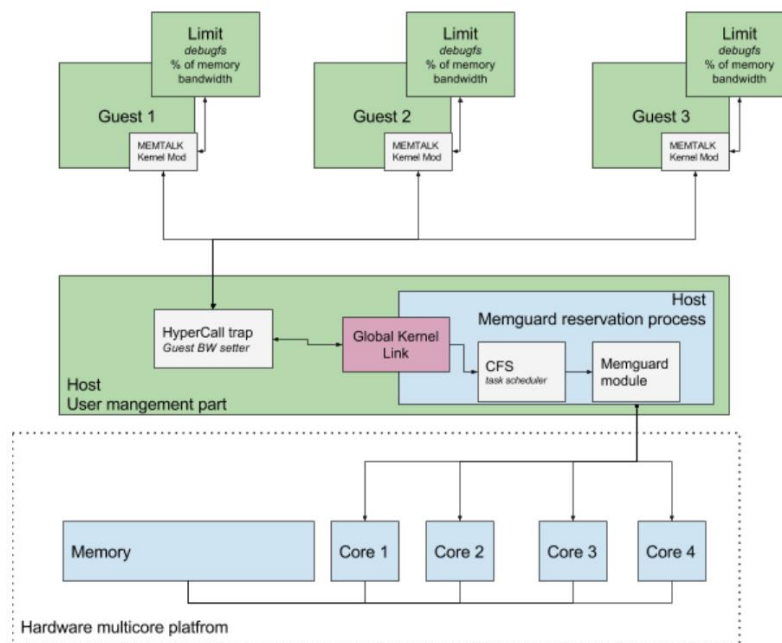 Limit
debugfs
% of memory
bandwidth
Guest 1
MEMTALK
Kernel Mod
Limit
debugfs
% of memory
bandwidth
Guest 2
MEMTALK
Kernel Mod
Limit
debugfs
% of memory
bandwidth
Guest 3
MEMTALK
Kernel Mod
Host
Memguard reservation process
HyperCall trap
Guest BW setter
Global Kernel
Link
CFS
task scheduler
Memguard
module
Host
User mangement part
Memory
Core 1
Core 2
Core 3
Core 4
Hardware multicore platfrom